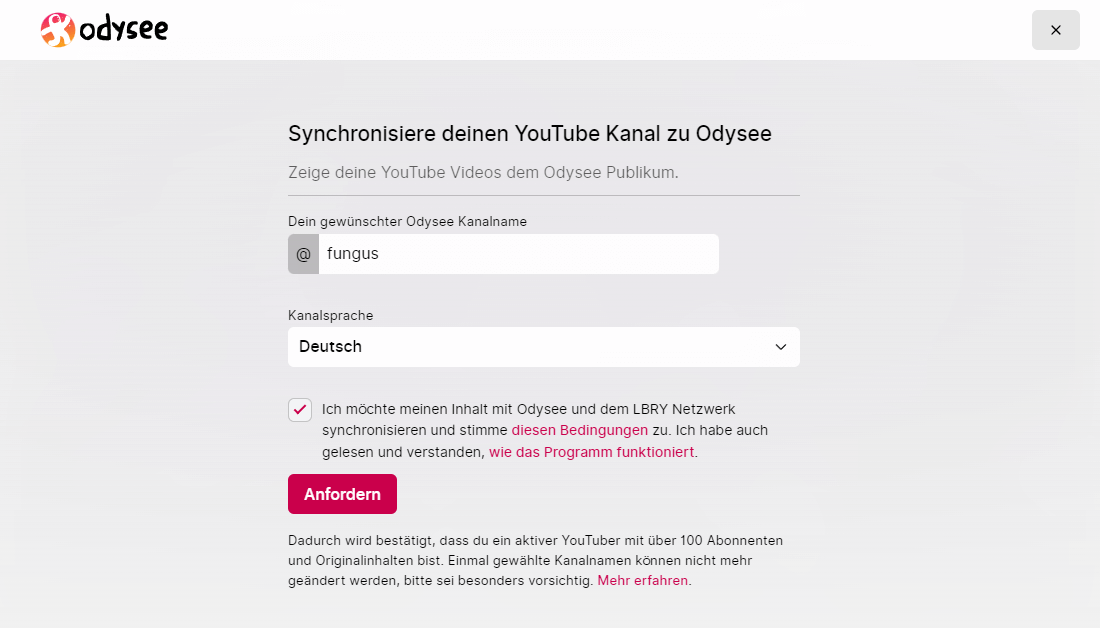 odysee
Synchronisiere deinen YouTube Kanal zu Odysee
Zeige deine YouTube Videos dem Odysee Publikum.
Dein gewünschter Odysee Kanalname
@ fungus
Kanalsprache
Deutsch
Ich möchte meinen Inhalt mit Odysee und dem LBRY Netzwerk
synchronisieren und stimme diesen Bedingungen zu. Ich habe auch
gelesen und verstanden, wie das Programm funktioniert.
Anfordern
Dadurch wird bestätigt, dass du ein aktiver YouTuber mit über 100 Abonnenten
und Originalinhalten bist. Einmal gewählte Kanalnamen können nicht mehr
geändert werden, bitte sei besonders vorsichtig. Mehr erfahren.